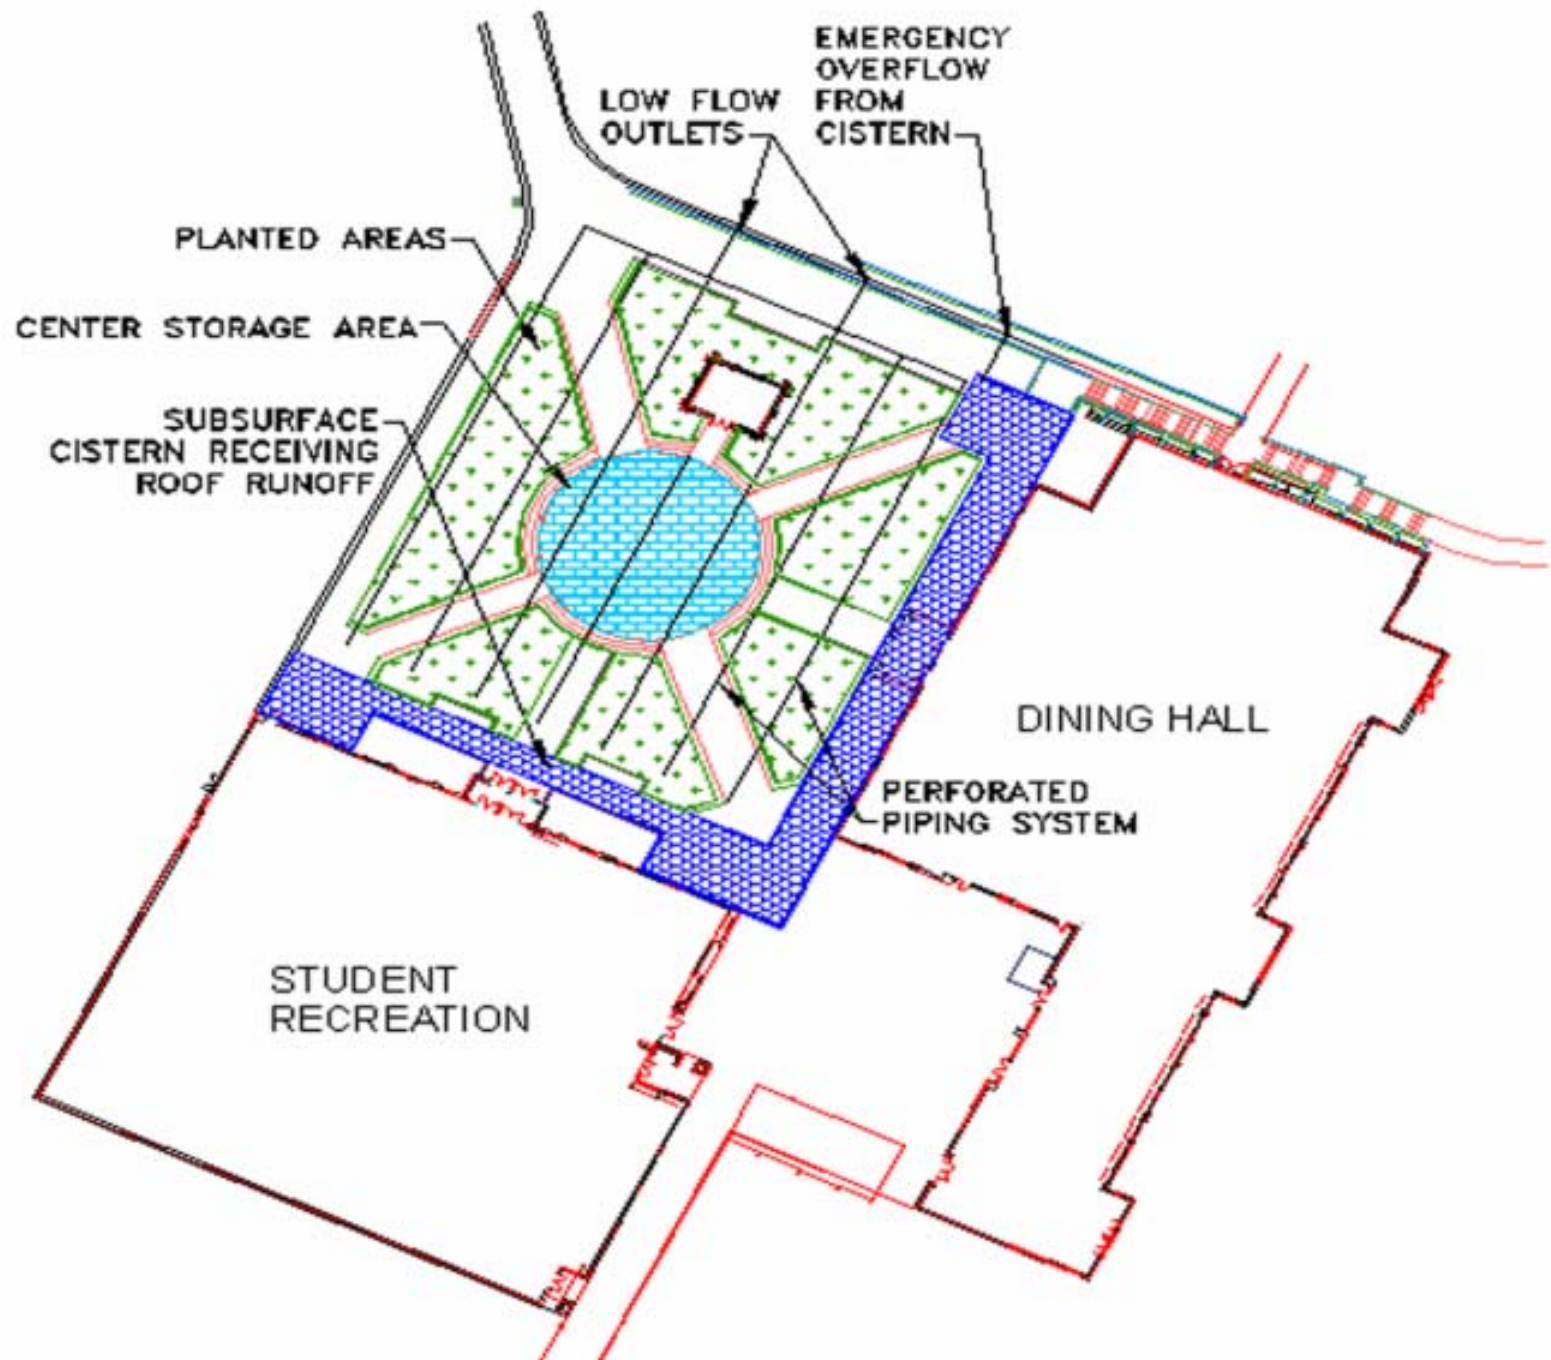 EMERGENCY
OVERFLOW
FROM
CISTERN
LOW FLOW
OUTLETS
PLANTED AREAS
CENTER STORAGE AREA
SUBSURFACE
CISTERN RECEIVING
ROOF RUNOFF
DINING HALL
PERFORATED
PIPING SYSTEM
STUDENT
RECREATION